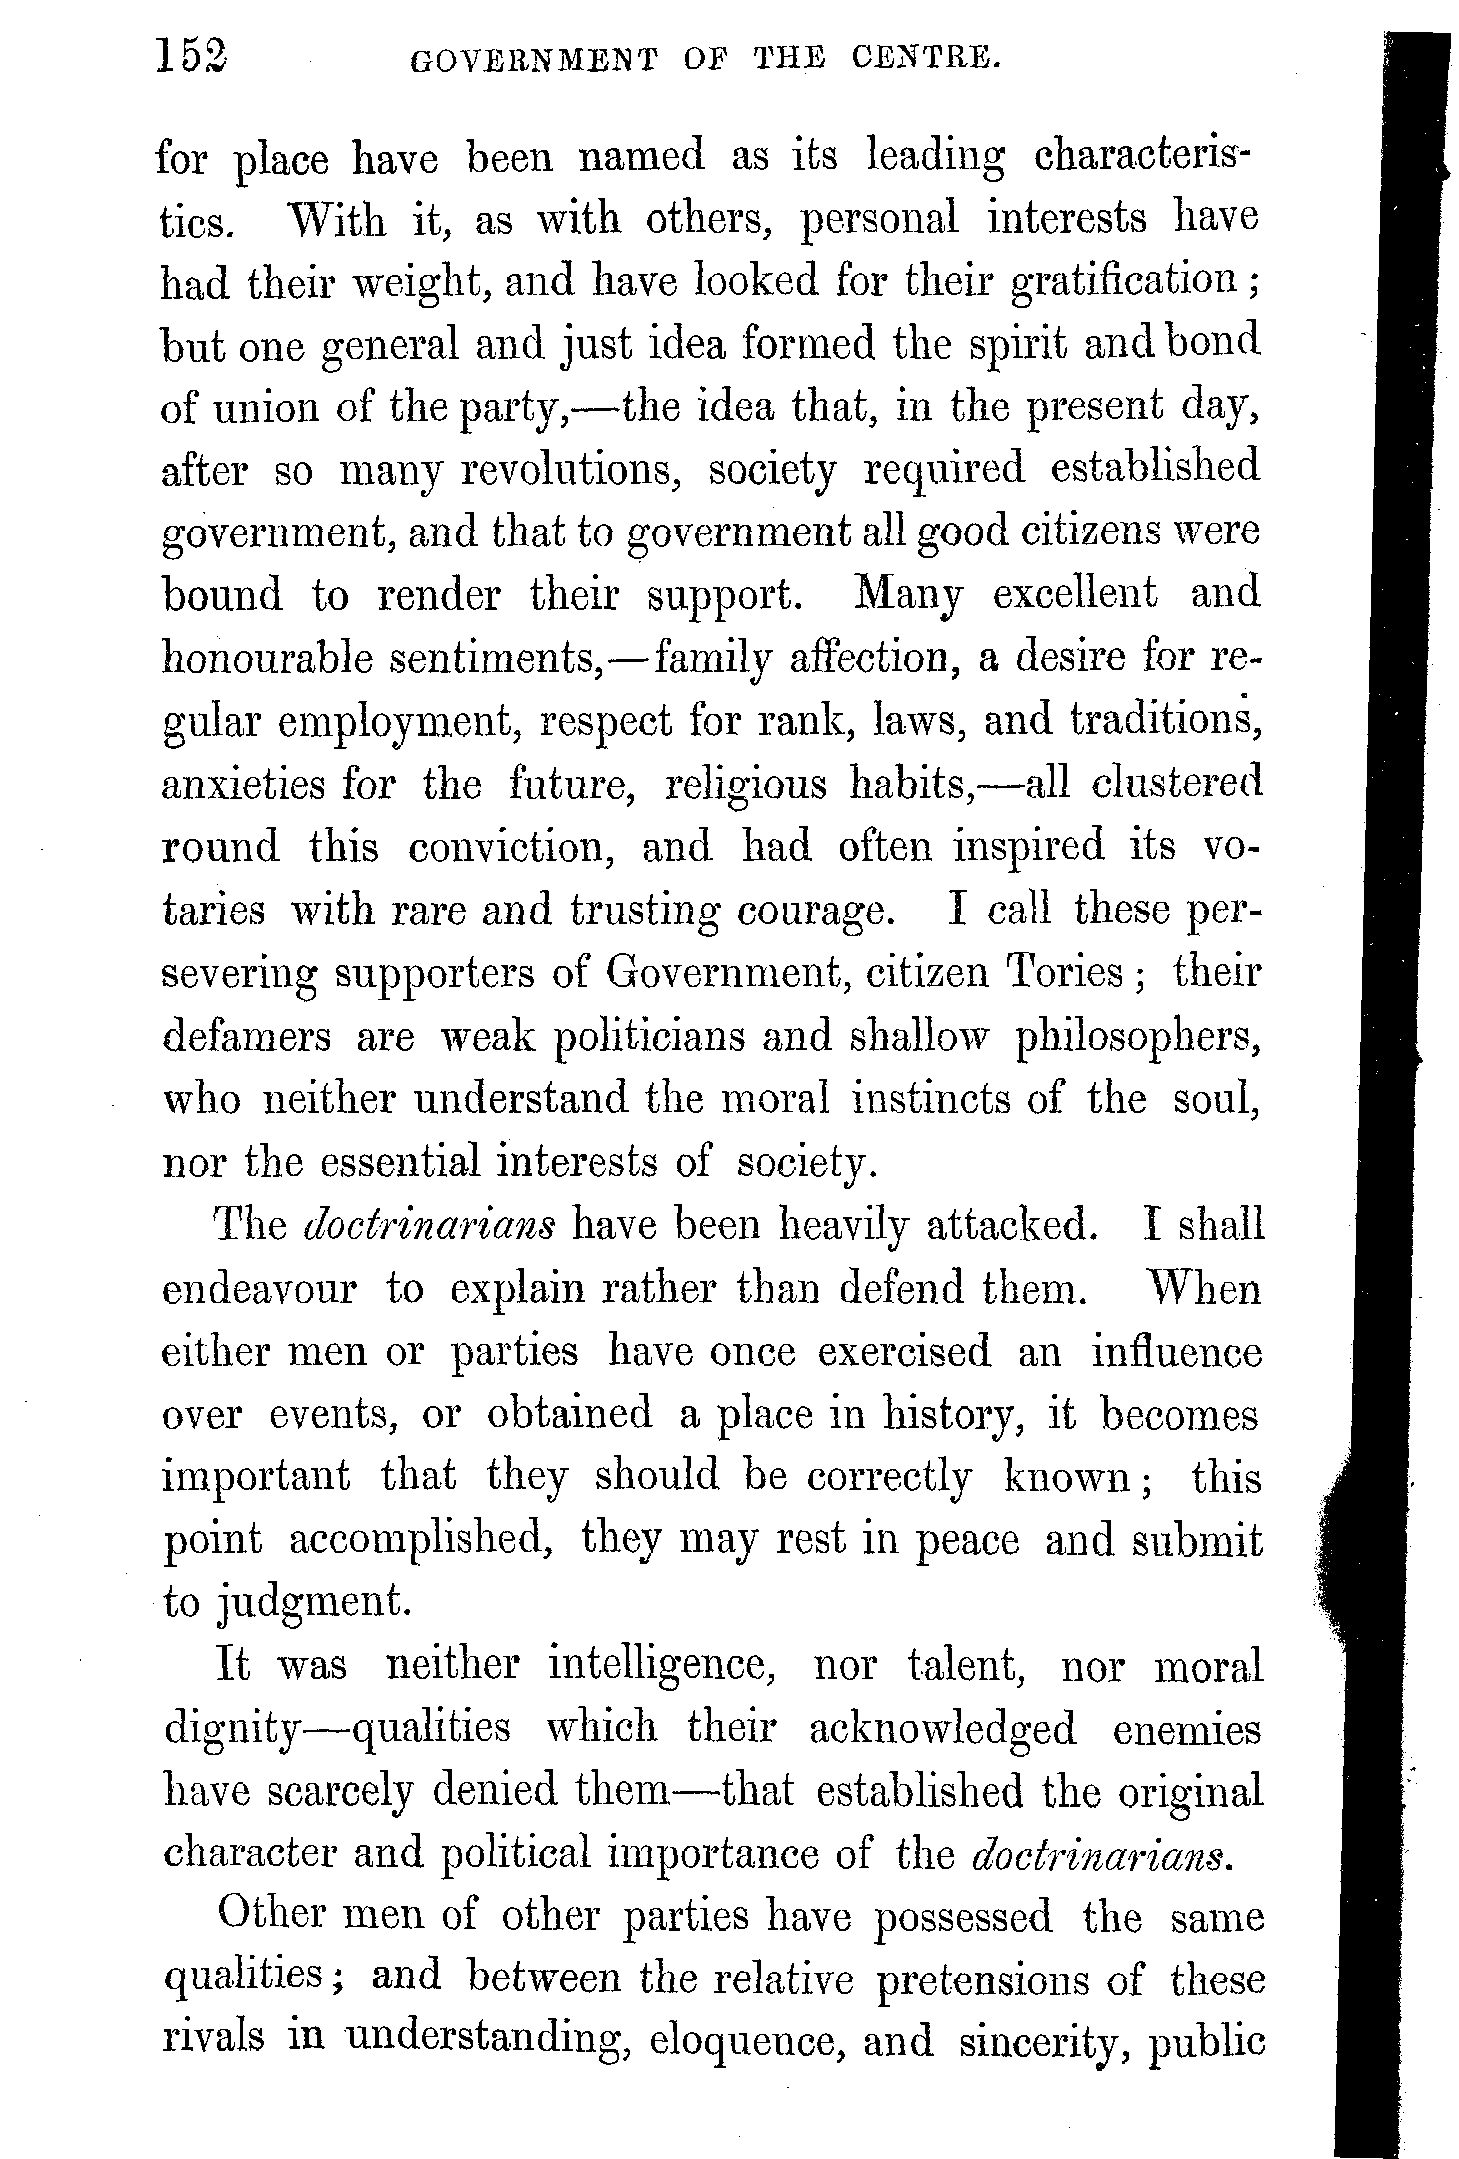 152 GOVERNMENT OF THE CENTRE.
for place have been named as its leading characteris-
tics. With it, as with others, personal interests have
had their weight, and have looked for their gratification ;
but one general and just idea formed the spirit and bond
of union of the party,—the idea that, in the present day,
after so many revolutions, society required established
government, and that to government all good citizens were
bound to render their support. Many excellent and
honourable sentiments,—family affection, a desire for re-
gular employment, respect for rank, laws, and traditions,
anxieties for the future, religious habits,—all clustered
round this conviction, and had often inspired its vo-
taries with rare and trusting courage. I call these per-
severing supporters of Government, citizen Tories ; their
defamers are weak politicians and shallow philosophers,
who neither understand the moral instincts of the soul,
nor the essential interests of society.
The doctrinarians have been heavily attacked. I shall
endeavour to explain rather than defend them. When
either men or parties have once exercised an influence
over events, or obtained a place in history, it becomes
important that they should be correctly known ; this
point accomplished, they may rest in peace and submit
to judgment.
It was neither intelligence, nor talent, nor moral
dignity—qualities which their acknowledged enemies
have scarcely denied them—that established the original
character and political importance of the doctrinarians.
Other men of other parties have possessed the same
qualities ; and between the relative pretensions of these
rivals in understanding, eloquence, and sincerity, public